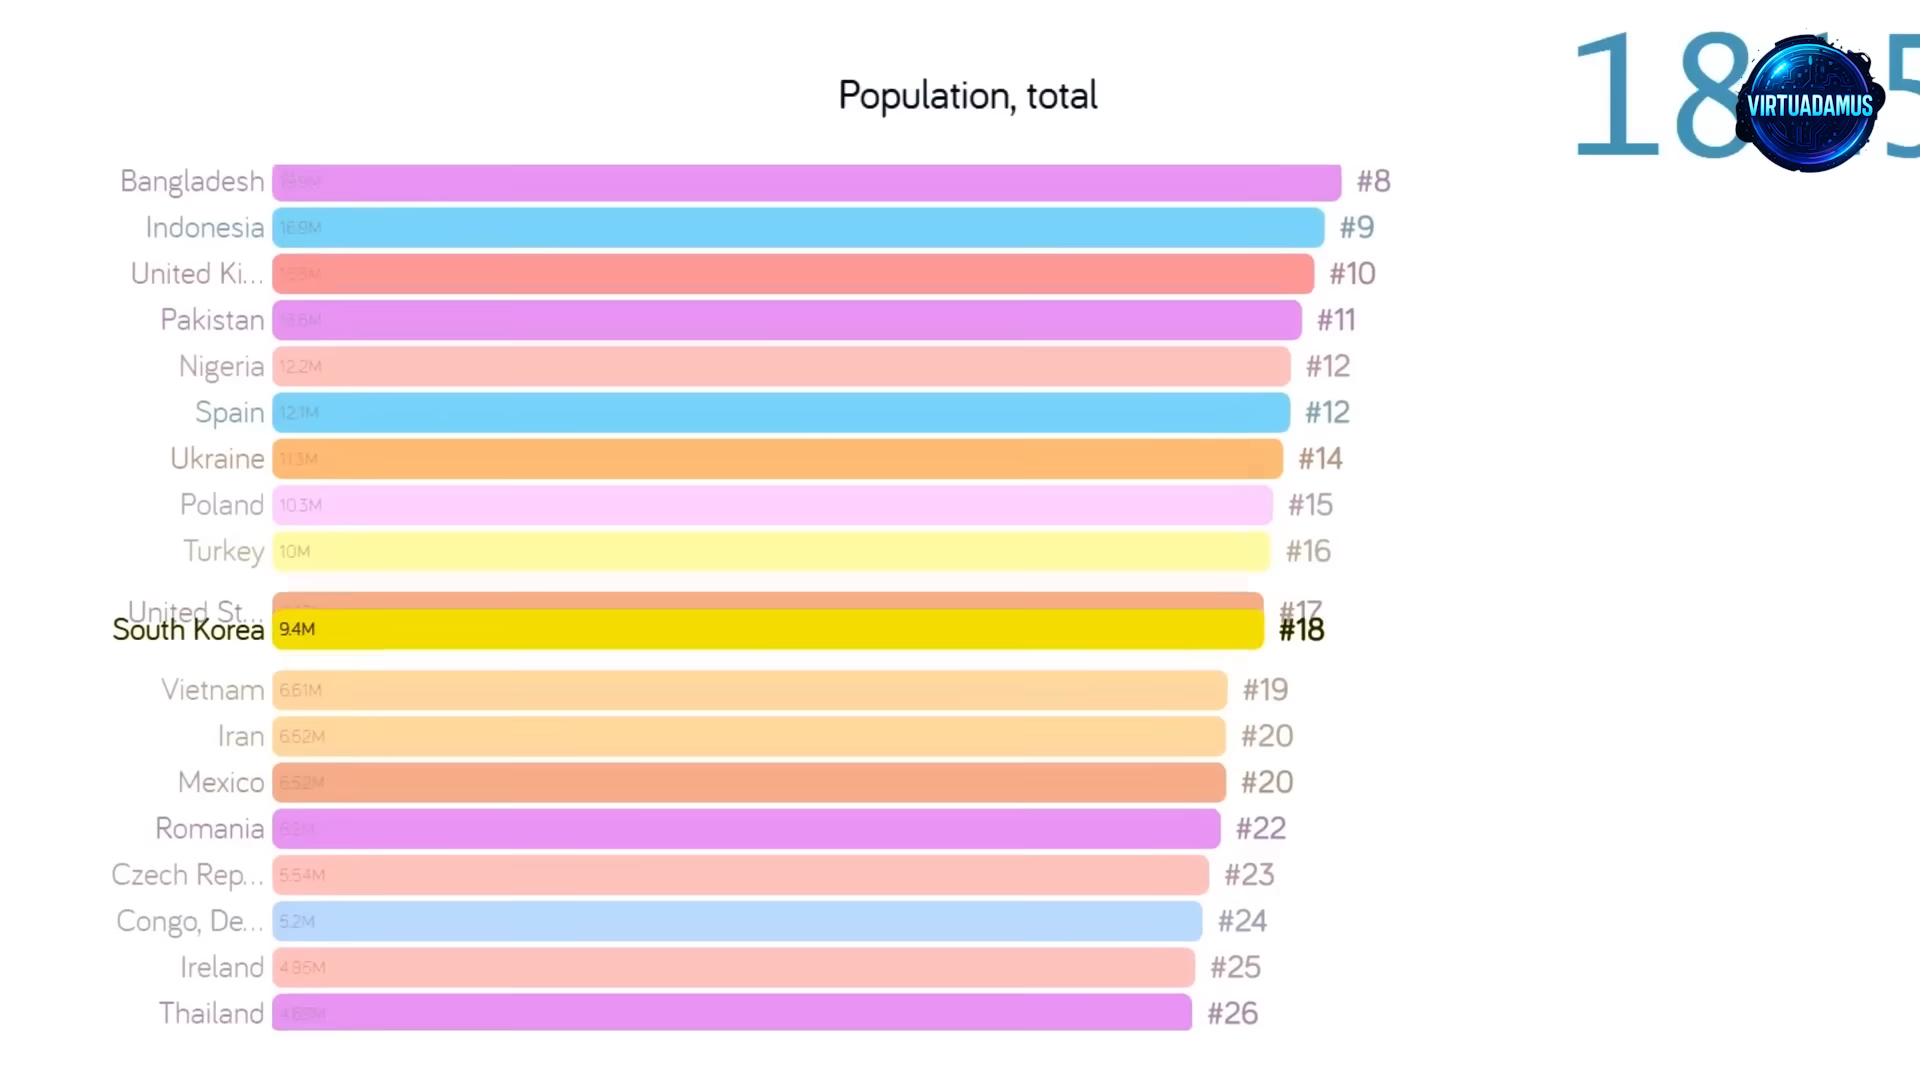 Population, total
VIRTUADAMUS
Bangladesh #8
Indonesia 16.9M #9
United Ki... #10
Pakistan #11
Nigeria 12.2M #12
Spain 12.1M #12
Ukraine 11.3M #14
Poland 10.3M #15
Turkey 10M #16
United St... #17
South Korea 9.4M #18
Vietnam 6.61M #19
Iran 6.52M #20
Mexico 6.52M #20
Romania #22
Czech Rep... 5.54M #23
Congo, De... 5.2M #24
Ireland 4.86M #25
Thailand #26